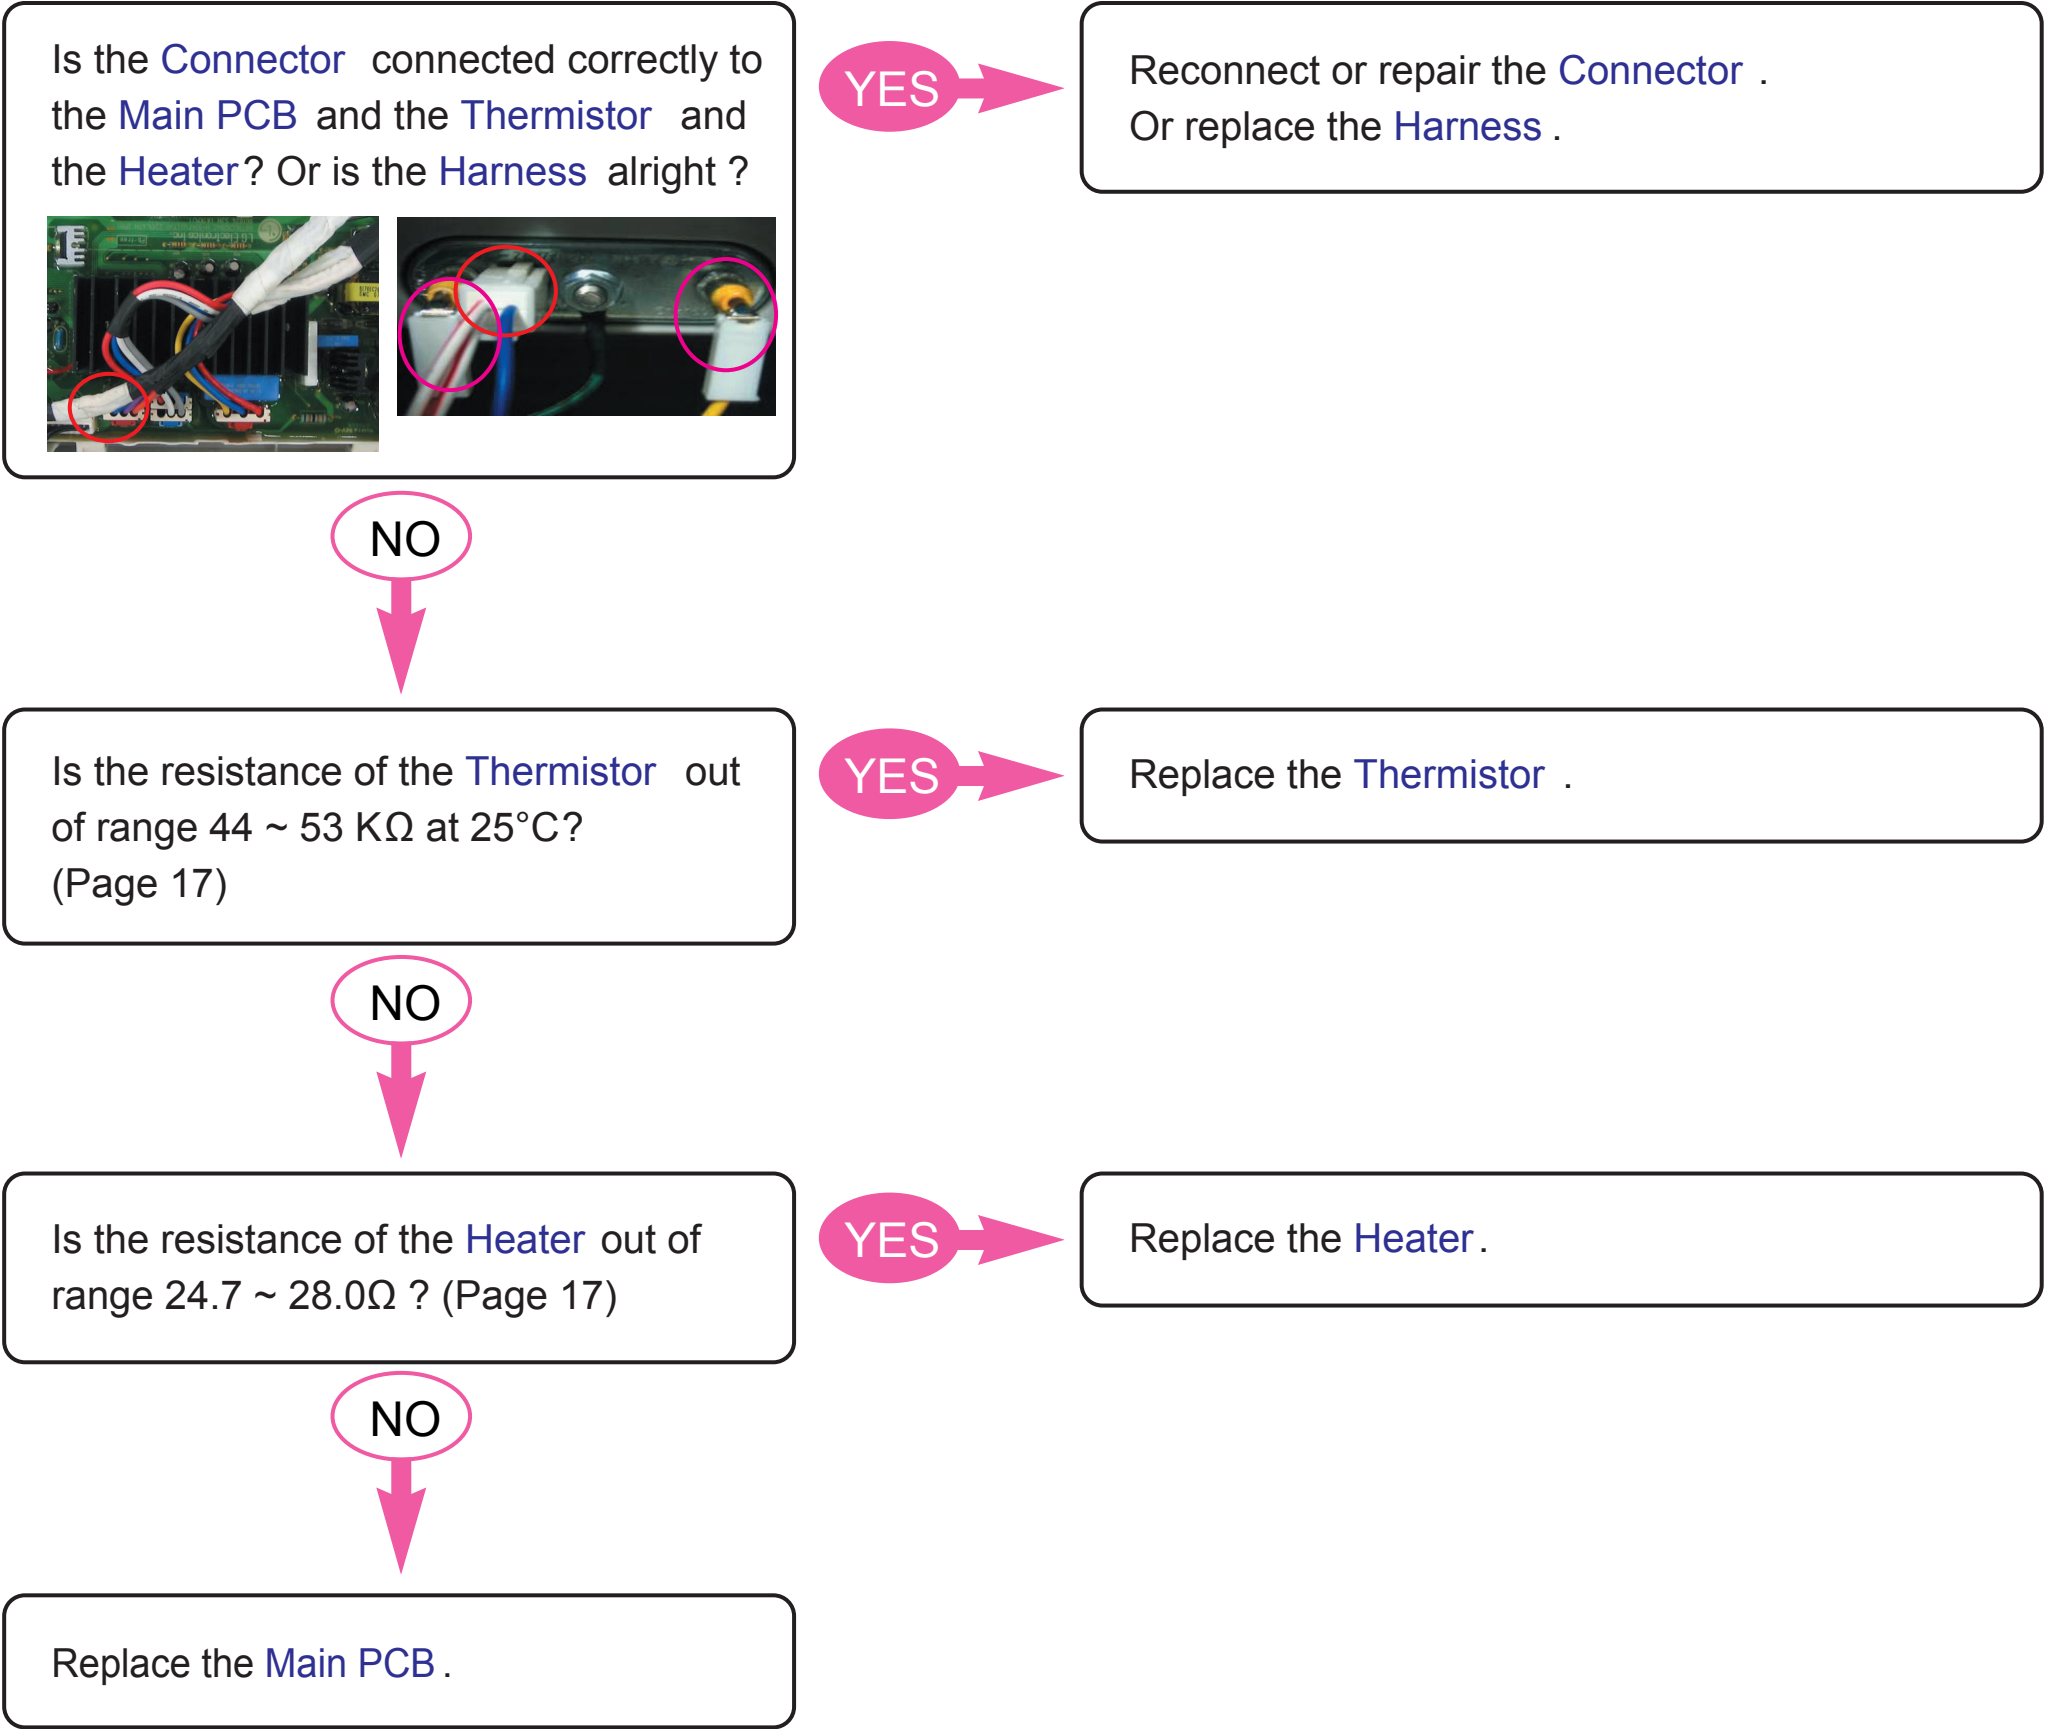 Is the Connector connected correctly to
the Main PCB and the Thermistor and
the Heater? Or is the Harness alright ?
YES
Reconnect or repair the Connector .
Or replace the Harness .
LG Electronics Inc.
NO
Is the resistance of the Thermistor out
of range 44 ~ 53 KΩ at 25°C?
(Page 17)
YES
Replace the Thermistor .
NO
Is the resistance of the Heater out of
range 24.7 ~ 28.0Ω ? (Page 17)
YES
Replace the Heater .
NO
Replace the Main PCB .